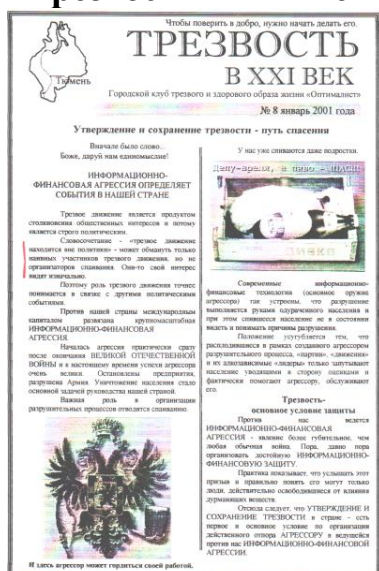 Чтобы поверить в добро, нужно начать делать его.
ТРЕЗВОСТЬ
В XXI ВЕК
Тюмень
Городской клуб трезвого и здорового образа жизни «Оптималист»
№ 8 январь 2001 года
Утверждение и сохранение трезвости - путь спасения
Вначале было слово...
Боже, даруй нам единомыслие!
ИНФОРМАЦИОННО-
ФИНАНСОВАЯ АГРЕССИЯ ОПРЕДЕЛЯЕТ
СОБЫТИЯ В НАШЕЙ СТРАНЕ
Трезвое движение является продуктом
столкновения общественных интересов и потому
является строго политическим.
Словосочетание - «трезвое движение
находится вне политики» - может обмануть только
наивных участников трезвого движения, но не
организаторов спаивания. Они-то свой интерес
видят изначально.
Поэтому роль трезвого движения точнее
понимается в связке с другими политическими
событиями.
Против нашей страны международным
капиталом развязана крупномасштабная
ИНФОРМАЦИОННО-ФИНАНСОВАЯ
АГРЕССИЯ.
Началась агрессия практически сразу
после окончания ВЕЛИКОЙ ОТЕЧЕСТВЕННОЙ
ВОЙНЫ и к настоящему времени успехи агрессора
очень велики. Остановлены предприятия,
разрушена Армия. Уничтожение населения стало
основной задачей руководства нашей страной.
Важная роль в организации
разрушительных процессов отводится спаиванию.
И здесь агрессор может гордиться своей работой.
У нас уже спиваются даже подростки.
Делу-время, а пиво -
ПИВКО
Современные информационно-
финансовые технологии (основное оружие
агрессора) так устроены, что разрушение
выполняется руками одураченного населения и
при этом спивающееся население не в состоянии
видеть и понимать причины разрушения.
Положение усугубляется тем, что
расплодившиеся в рамках созданного агрессором
разрушительного процесса, «партии», «движения»
и их алкозависимые «лидеры» только запутывают
население уводящими в сторону склоками и
фактически помогают агрессору, обслуживают
его.
Трезвость-
основное условие защиты
Против нас ведется
ИНФОРМАЦИОННО-ФИНАНСОВАЯ
АГРЕССИЯ - явление более губительное, чем
любая обычная война. Пора, давно пора
организовать достойную ИНФОРМАЦИОННО-
ФИНАНСОВУЮ ЗАЩИТУ.
Практика показывает, что услышать этот
призыв и правильно понять его могут только
люди, действительно освободившиеся от влияния
дурманящих веществ.
Отсюда следует, что УТВЕРЖДЕНИЕ И
СОХРАНЕНИЕ ТРЕЗВОСТИ в стране - есть
первое и основное условие по организации
действенного отпора АГРЕССОРУ в ведущейся
против нас ИНФОРМАЦИОННО-ФИНАНСОВОЙ
АГРЕССИИ.